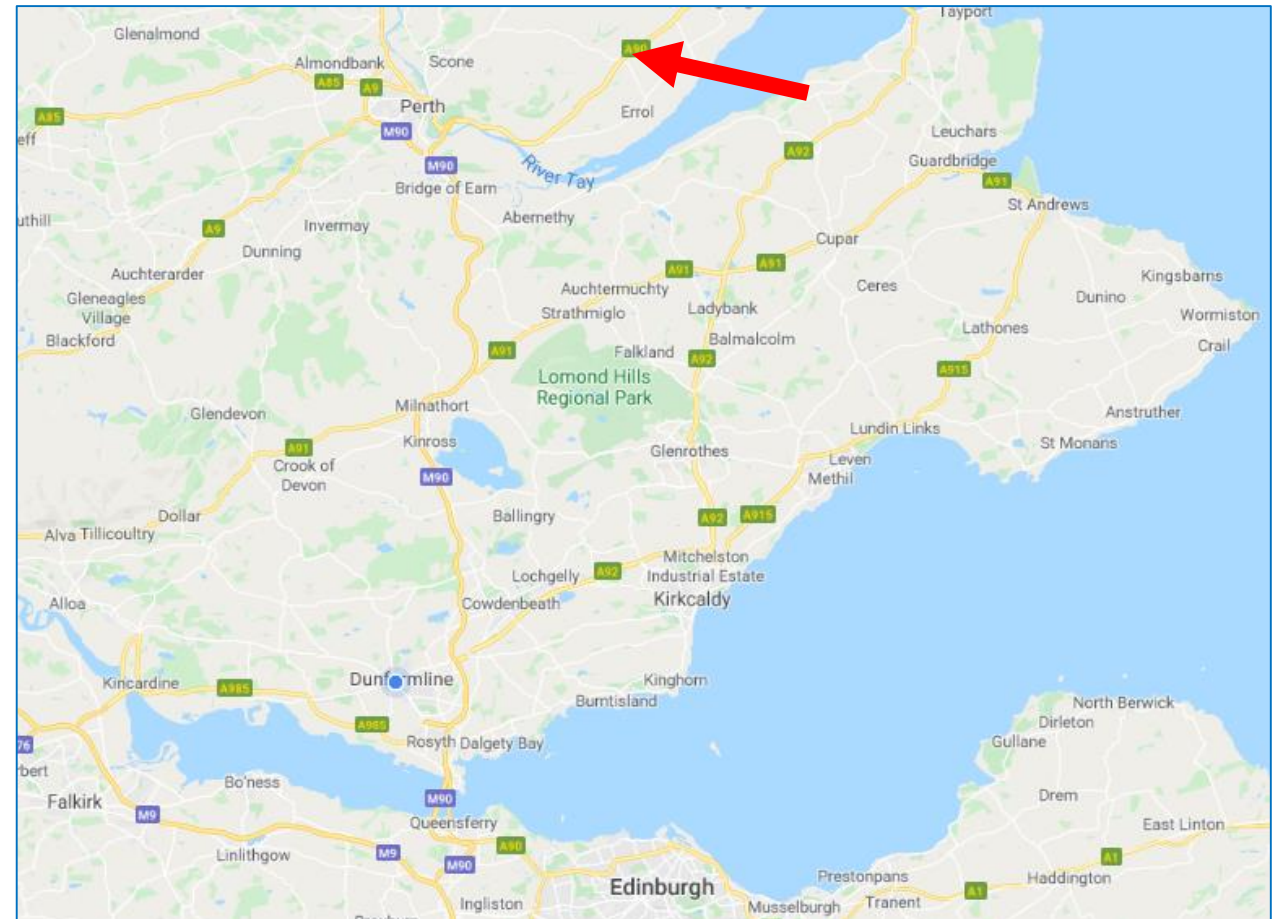 Tayport
Glenalmond
Almondbank
Scone
A90
A85
A9
Perth
Errol
A85
eff
M90
Leuchars
A92
Guardbridge
M90
River Tay
Bridge of Earn
A91
St Andrews
Abernethy
uthill
Invermay
A9
Dunning
Cupar
A91
A91
Auchterarder
Kingsbarns
Gleneagles
Village
Auchtermuchty
Ceres
Dunino
Strathmiglo
Ladybank
Wormiston
Blackford
Lathones
Balmalcolm
Crail
A91
Falkland
A92
A915
Lomond Hills
Regional Park
Milnathort
Glendevon
Anstruther
Lundin Links
Kinross
St Monans
A91
Glenrothes
Crook of
Devon
Leven
M90
Methil
Dollar
Ballingry
A92
A915
Alva Tillicoultry
Mitchelston
Industrial Estate
Lochgelly
A92
Alloa
Cowdenbeath
Kirkcaldy
Dunf mline
Kinghorn
Kincardine
A985
Burntisland
North Berwick
A985
Dirleton
Rosyth Dalgety Bay
Gullane
76
bert
Bo'ness
Falkirk
M90
Drem
M9
Queensferry
East Linton
A90
Linlithgow
M9
M90
A1
Edinburgh
Prestonpans
Haddington
A1
Ingliston
Musselburgh
Tranent